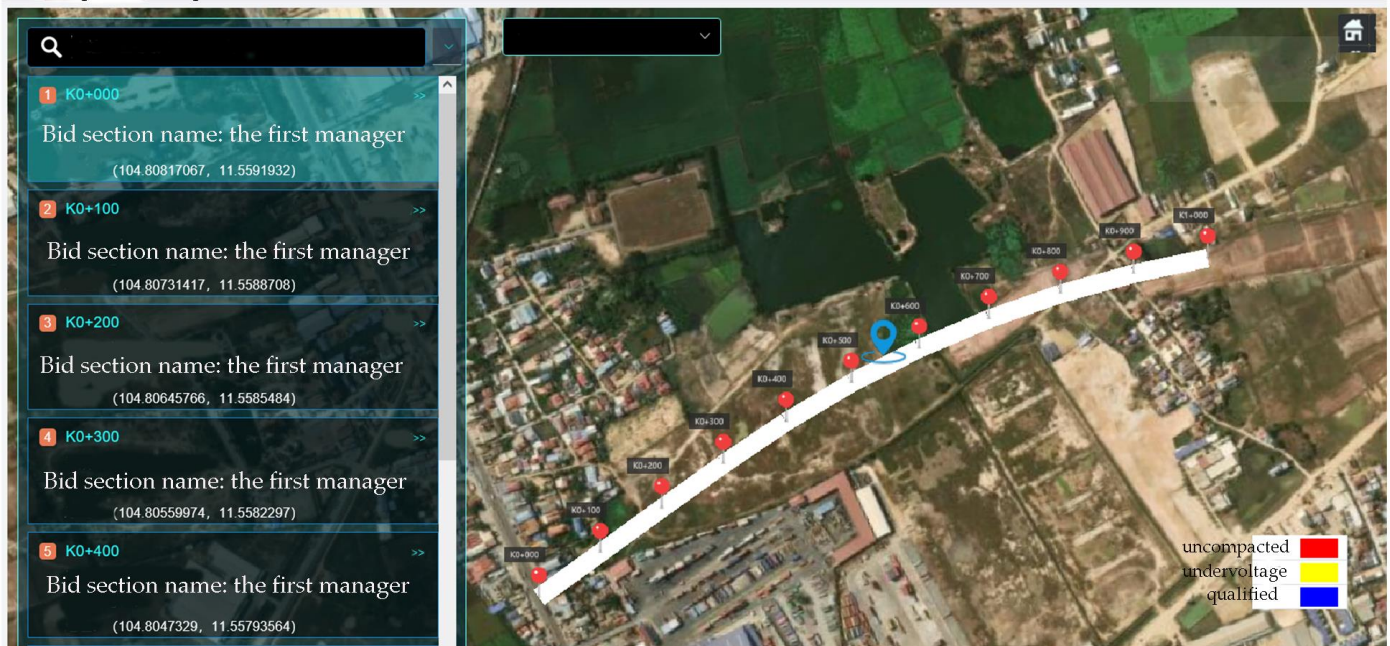 1 K0+000 >>
Bid section name: the first manager
(104.80817067, 11.5591932)
2 K0+100 >>
Bid section name: the first manager
(104.80731417, 11.5588708)
3 K0+200 >>
Bid section name: the first manager
(104.80645766, 11.5585484)
4 K0+300 >>
Bid section name: the first manager
(104.80559974, 11.5582297)
5 K0+400 >>
Bid section name: the first manager
(104.8047329, 11.55793564)
K1+000
K0+900
K0+800
K0+700
K0+600
K0+500
K0+400
K0+300
K0+200
K0+100
K0+000
uncompacted
undervoltage
qualified